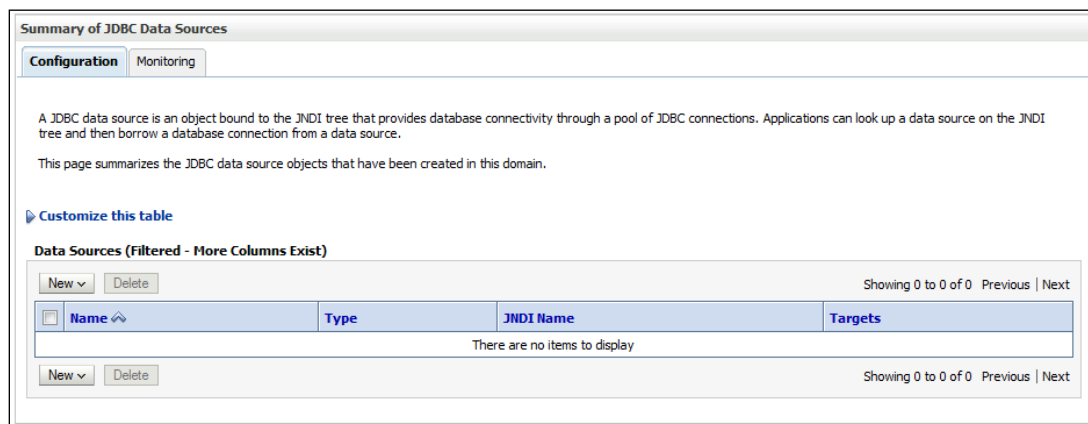 Summary of JDBC Data Sources
Configuration Monitoring
A JDBC data source is an object bound to the JNDI tree that provides database connectivity through a pool of JDBC connections. Applications can look up a data source on the JNDI
tree and then borrow a database connection from a data source.
This page summarizes the JDBC data source objects that have been created in this domain.
Customize this table
Data Sources (Filtered - More Columns Exist)
New Delete Showing 0 to 0 of 0 Previous | Next
Name Type JNDI Name Targets
There are no items to display
New Delete Showing 0 to 0 of 0 Previous | Next